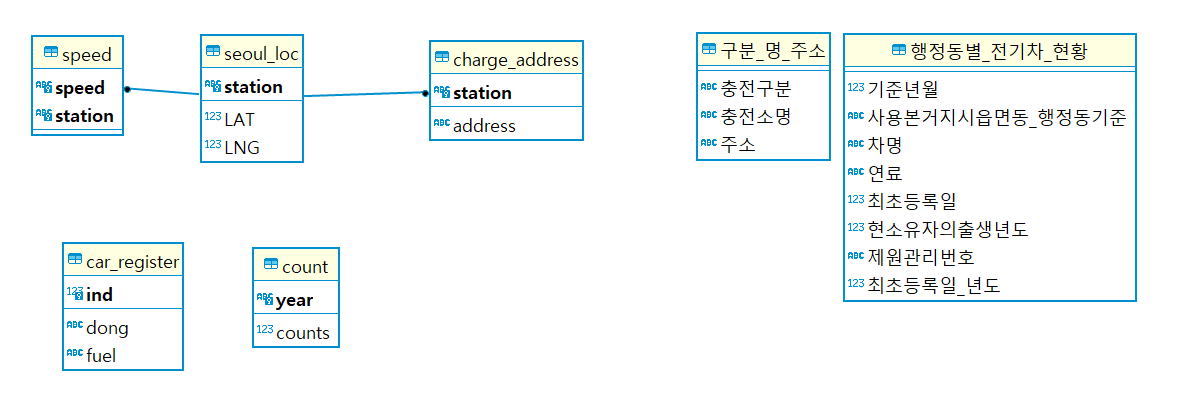 speed
ABC speed
ABC station
seoul_loc
ABC station
123 LAT
123 LNG
charge_address
ABC station
ABC address
구분_명_주소
ABC 충전구분
ABC 충전소명
ABC 주소
행정동별_전기차_현황
123 기준년월
ABC 사용본거지시읍면동_행정동기준
ABC 차명
ABC 연료
123 최초등록일
123 현소유자의출생년도
ABC 제원관리번호
123 최초등록일_년도
car_register
123 ind
ABC dong
ABC fuel
count
ABC year
123 counts